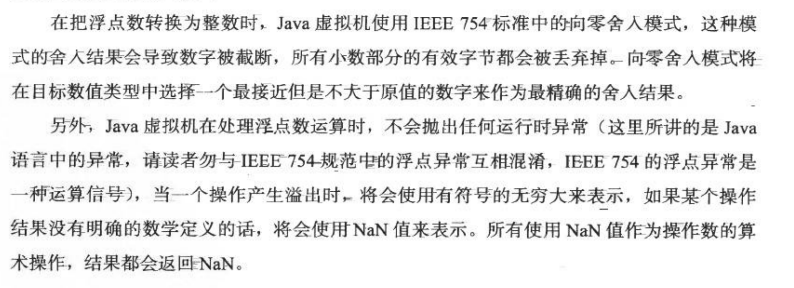 在把浮点数转换为整数时，Java 虚拟机使用 IEEE 754 标准中的向零舍入模式，这种模
式的舍入结果会导致数字被截断，所有小数部分的有效字节都会被丢弃掉。向零舍入模式将
在目标数值类型中选择一个最接近但是不大于原值的数字来作为最精确的舍入结果。
另外，Java 虚拟机在处理浮点数运算时，不会抛出任何运行时异常（这里所讲的是 Java
语言中的异常，请读者勿与 IEEE 754 规范中的浮点异常互相混淆，IEEE 754 的浮点异常是
一种运算信号），当一个操作产生溢出时，将会使用有符号的无穷大来表示，如果某个操作
结果没有明确的数学定义的话，将会使用 NaN 值来表示。所有使用 NaN 值作为操作数的算
术操作，结果都会返回 NaN。